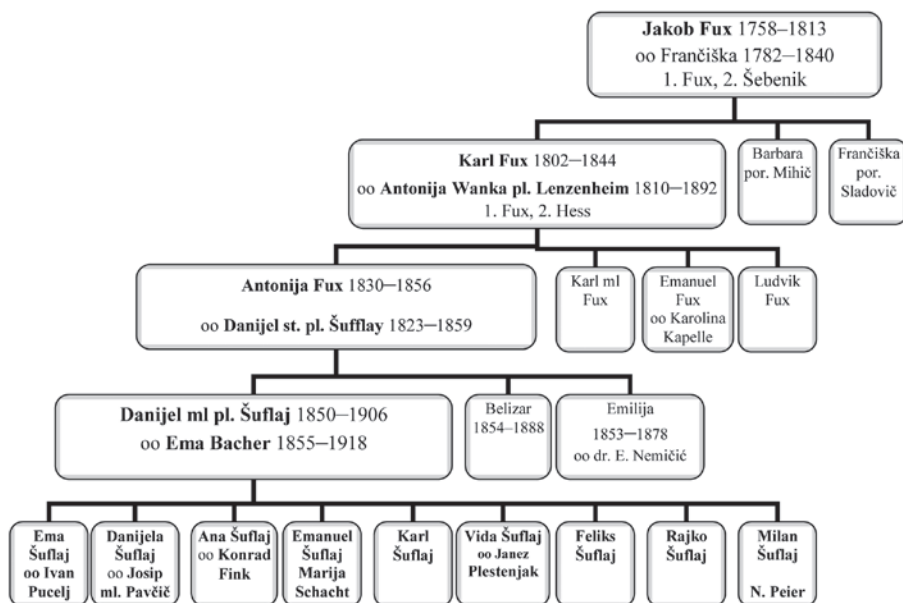 Jakob Fux 1758–1813
oo Frančiška 1782–1840
1. Fux, 2. Šebenik
Karl Fux 1802–1844
oo Antonija Wanka pl. Lenzenheim 1810–1892
1. Fux, 2. Hess
Barbara
por. Mihič
Frančiška
por.
Sladovič
Antonija Fux 1830–1856
oo Danijel st. pl. Šufflay 1823–1859
Karl ml
Fux
Emanuel
Fux
oo Karolina
Kapelle
Ludvik
Fux
Danijel ml pl. Šuflaj 1850–1906
oo Ema Bacher 1855–1918
Belizar
1854–1888
Emilija
1853–1878
oo dr. E. Nemičić
Ema
Šuflaj
oo Ivan
Pucelj
Danijela
Šuflaj
oo Josip
ml. Pavčič
Ana Šuflaj
oo Konrad
Fink
Emanuel
Šuflaj
Marija
Schacht
Karl
Šuflaj
Vida Šuflaj
oo Janez
Plestenjak
Feliks
Šuflaj
Rajko
Šuflaj
Milan
Šuflaj
N. Peier